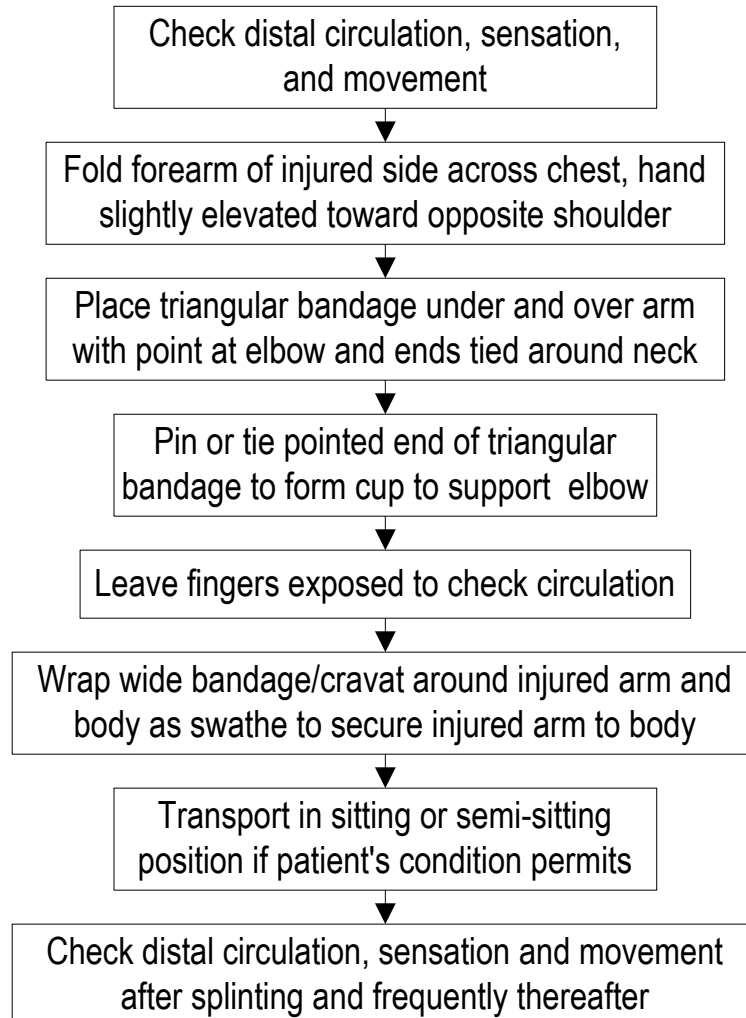 Check distal circulation, sensation,
and movement
Fold forearm of injured side across chest, hand
slightly elevated toward opposite shoulder
Place triangular bandage under and over arm
with point at elbow and ends tied around neck
Pin or tie pointed end of triangular
bandage to form cup to support elbow
Leave fingers exposed to check circulation
Wrap wide bandage/cravat around injured arm and
body as swathe to secure injured arm to body
Transport in sitting or semi-sitting
position if patient's condition permits
Check distal circulation, sensation and movement
after splinting and frequently thereafter